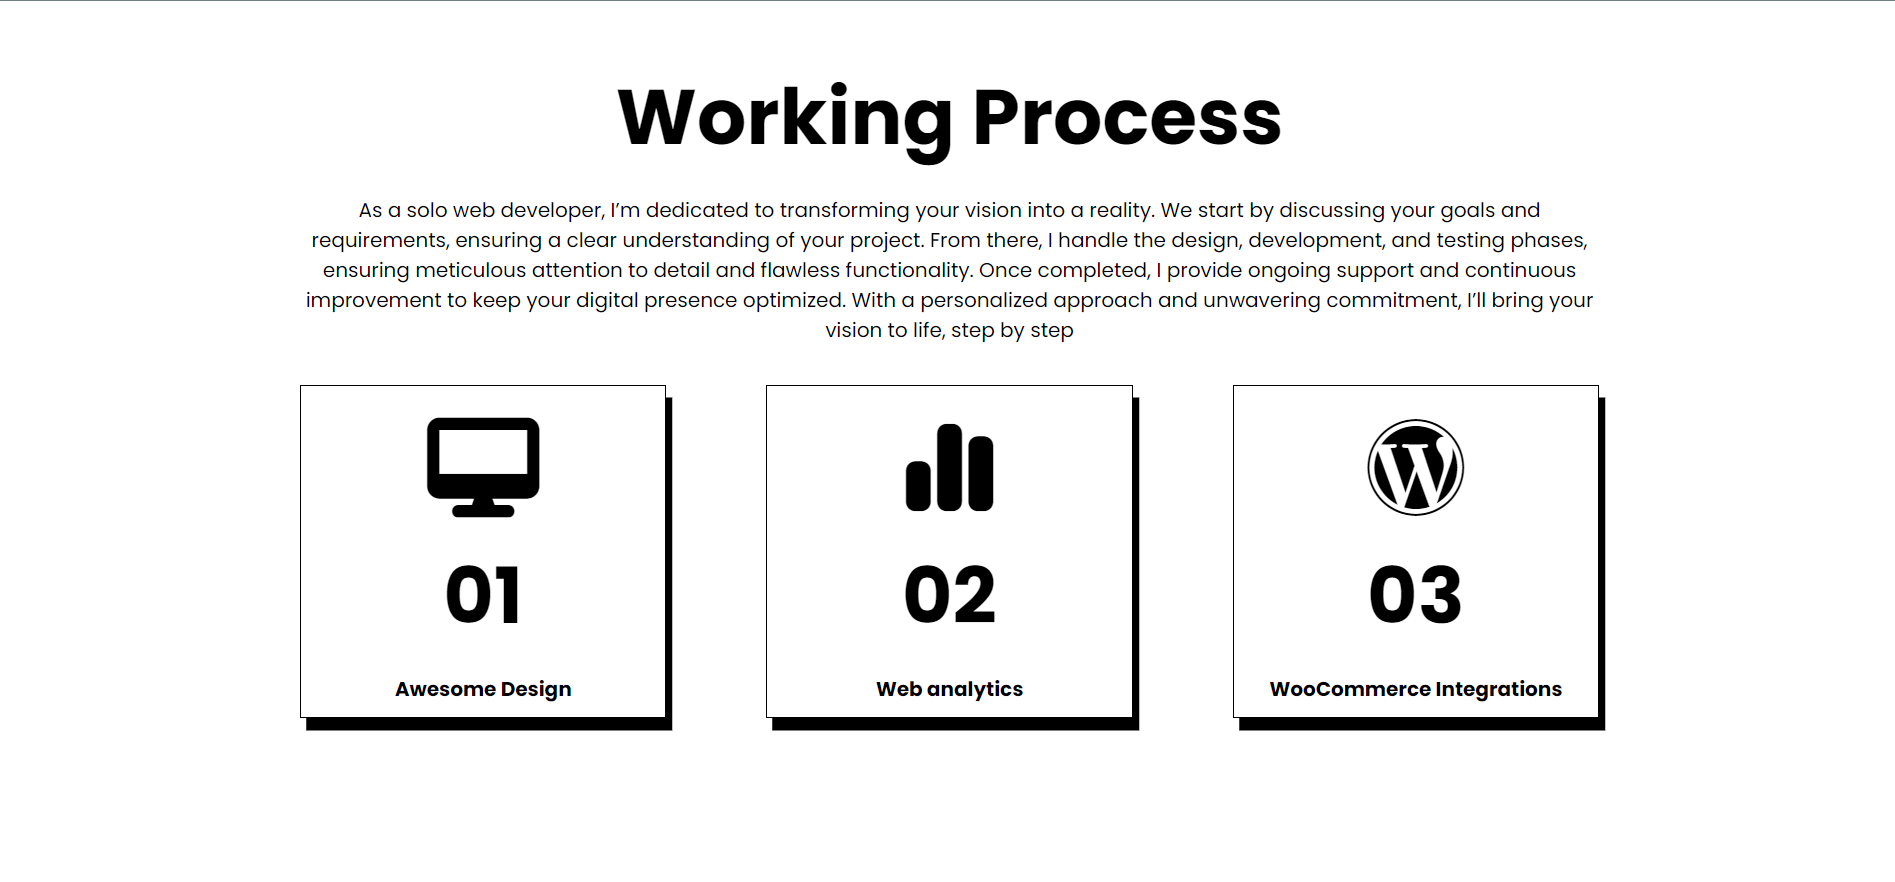 Working Process
As a solo web developer, I’m dedicated to transforming your vision into a reality. We start by discussing your goals and
requirements, ensuring a clear understanding of your project. From there, I handle the design, development, and testing phases,
ensuring meticulous attention to detail and flawless functionality. Once completed, I provide ongoing support and continuous
improvement to keep your digital presence optimized. With a personalized approach and unwavering commitment, I’ll bring your
vision to life, step by step
01
Awesome Design
02
Web analytics
03
WooCommerce Integrations